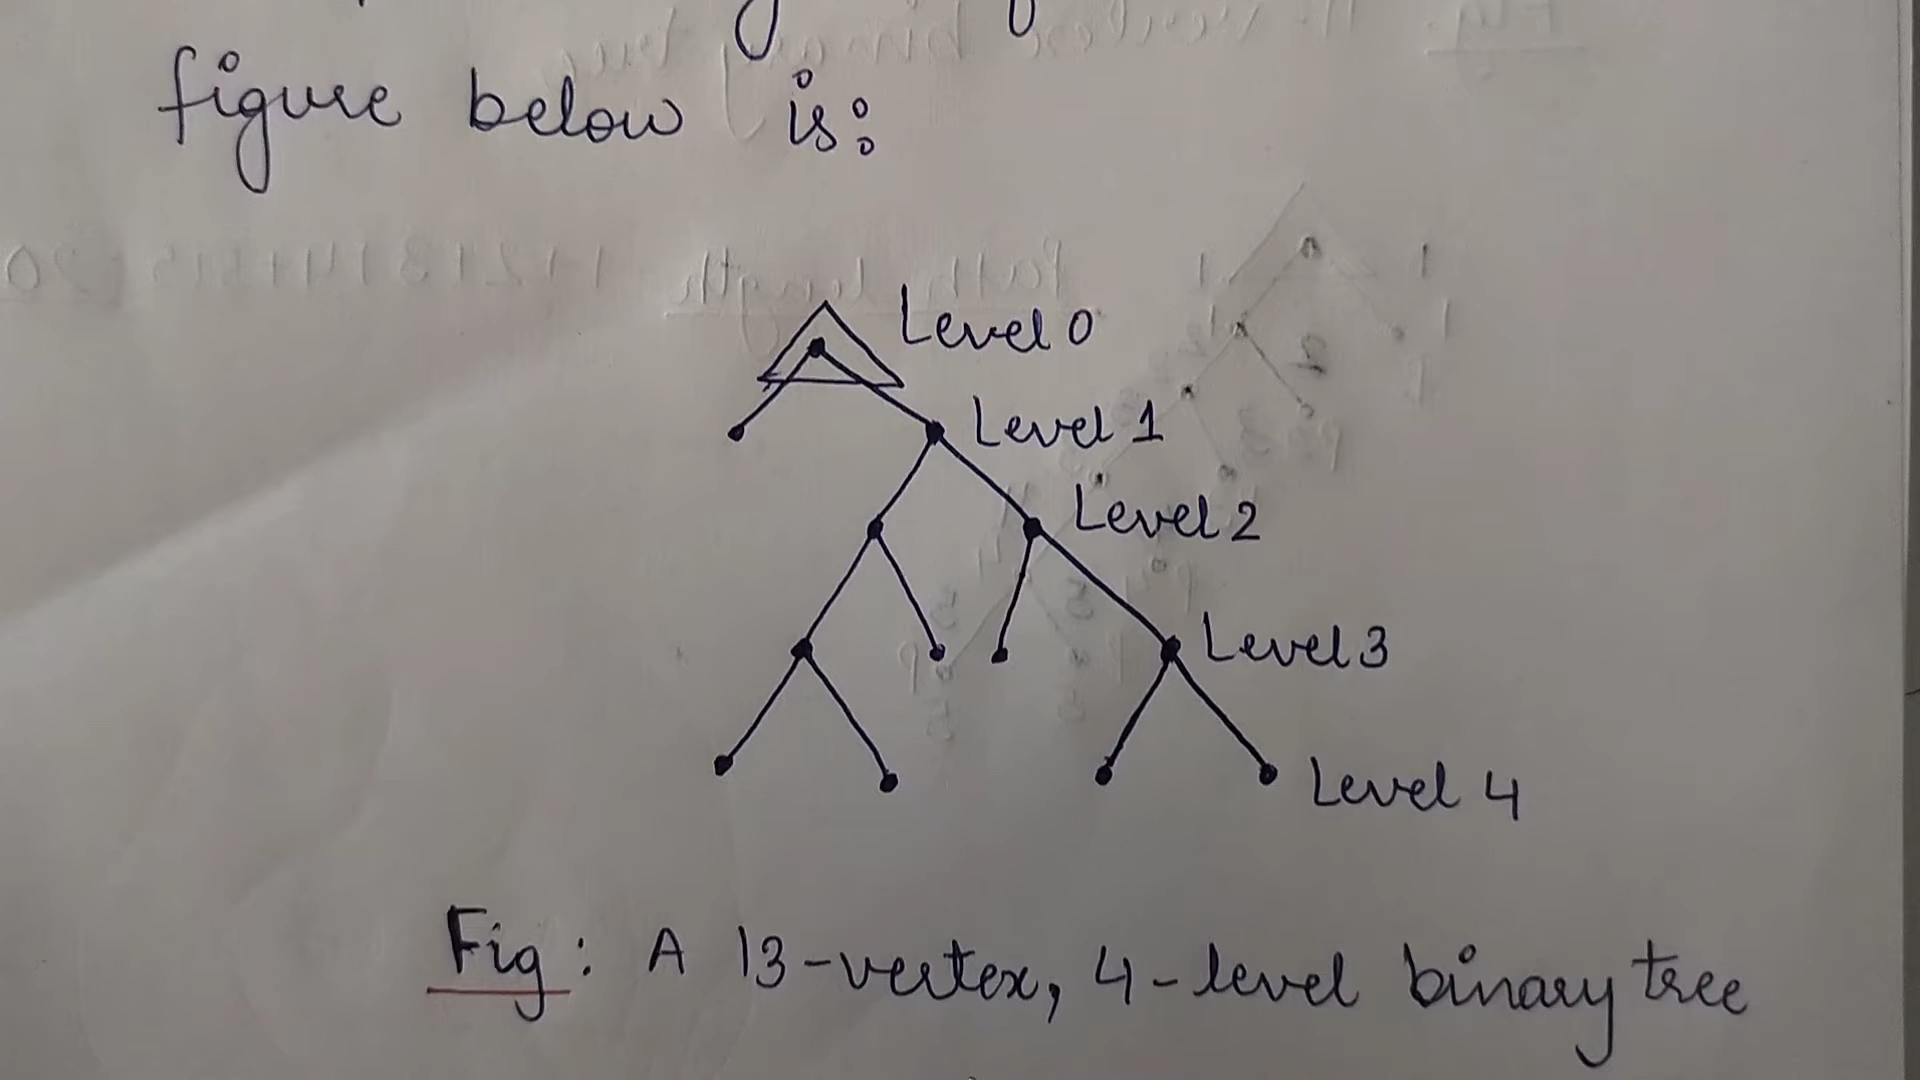 figure below is:
Level 0
Level 1
Level 2
Level 3
Level 4
Fig: A 13-vertex, 4-level binary tree